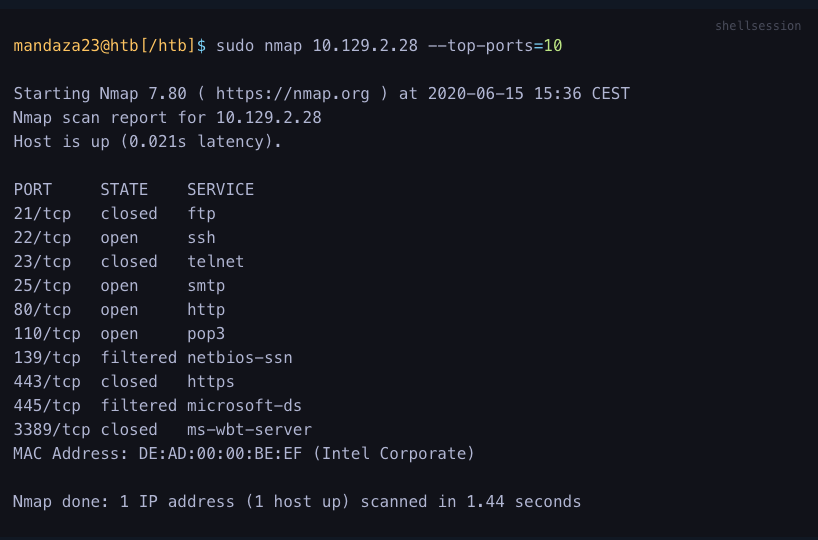 shellsession
mandaza23@htb[/htb]$ sudo nmap 10.129.2.28 --top-ports=10
Starting Nmap 7.80 ( https://nmap.org ) at 2020-06-15 15:36 CEST
Nmap scan report for 10.129.2.28
Host is up (0.021s latency).
PORT     STATE    SERVICE
21/tcp   closed   ftp
22/tcp   open     ssh
23/tcp   closed   telnet
25/tcp   open     smtp
80/tcp   open     http
110/tcp  open     pop3
139/tcp  filtered netbios-ssn
443/tcp  closed   https
445/tcp  filtered microsoft-ds
3389/tcp closed   ms-wbt-server
MAC Address: DE:AD:00:00:BE:EF (Intel Corporate)
Nmap done: 1 IP address (1 host up) scanned in 1.44 seconds